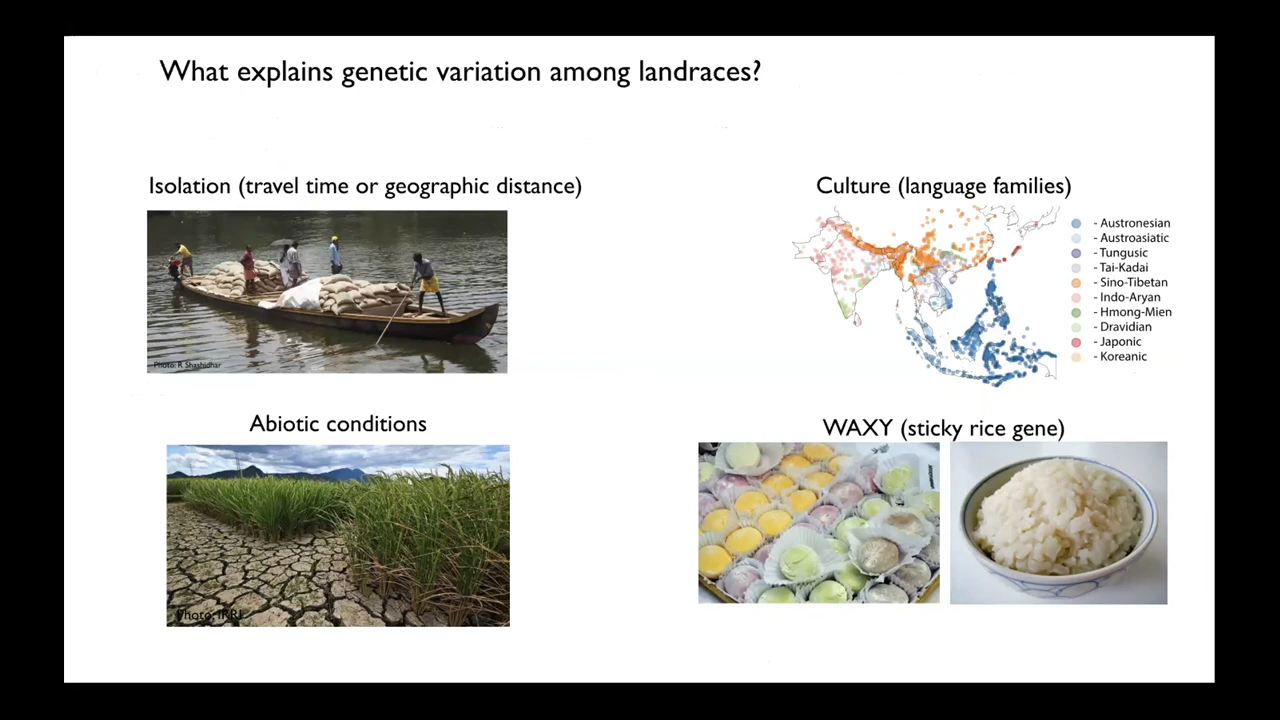 What explains genetic variation among landraces?
Isolation (travel time or geographic distance)
Photo: R Shashidhar
Culture (language families)
- Austronesian
- Austroasiatic
- Tungusic
- Tai-Kadai
- Sino-Tibetan
- Indo-Aryan
- Hmong-Mien
- Dravidian
- Japonic
- Koreanic
Abiotic conditions
Photo: IRRI
WAXY (sticky rice gene)